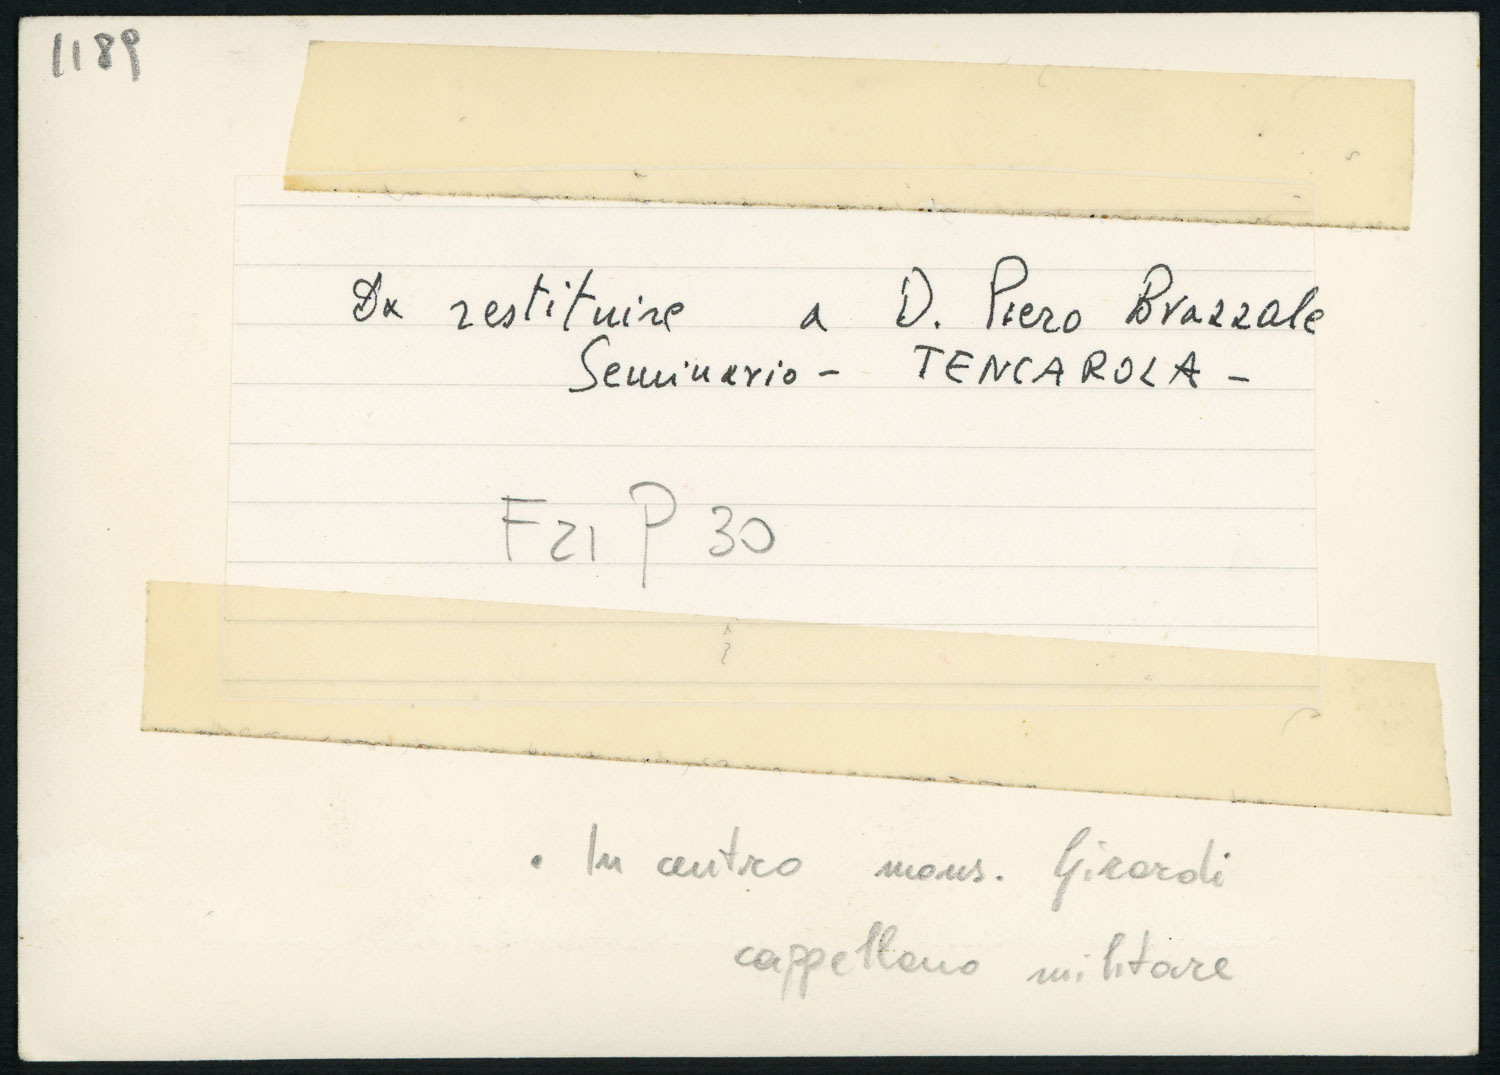 1189
Da restituire a D. Piero Brazzale
Seminario - TENCAROLA -
F21 P 30
. In centro mons. Girardi
cappellano militare